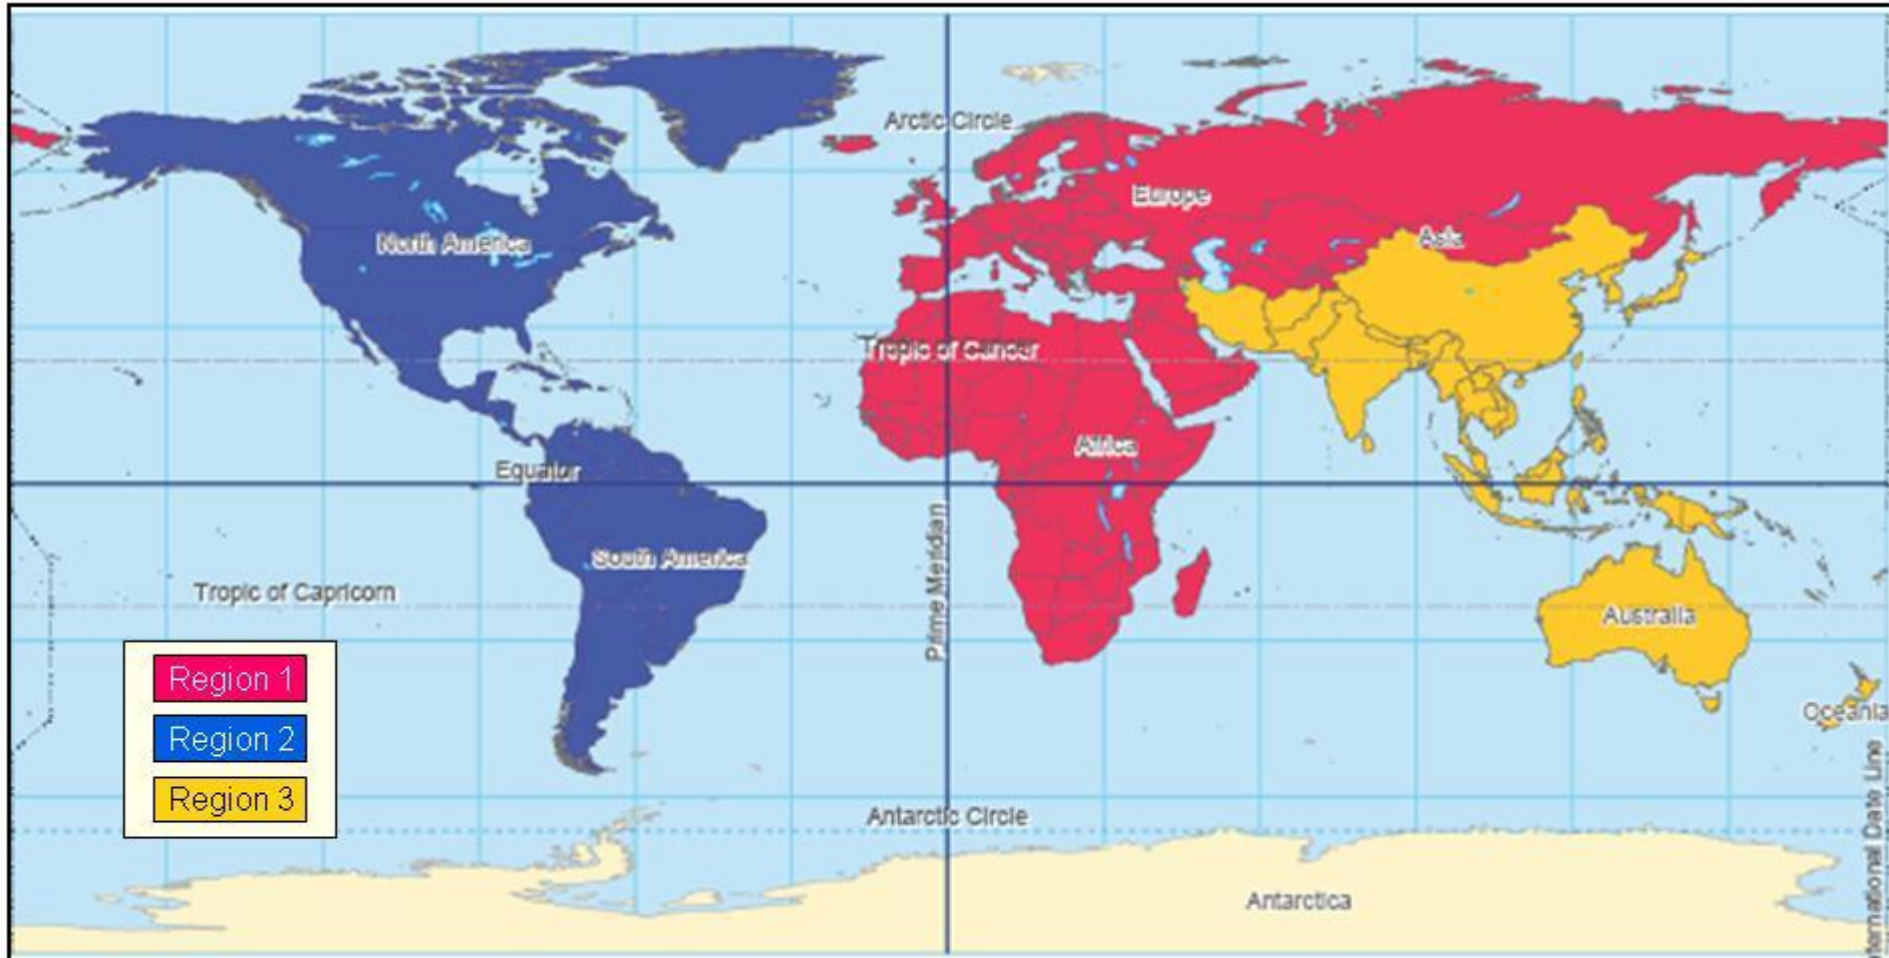 Arctic Circle
Europe
North America
Asia
Tropic of Cancer
Africa
Equator
Prime Meridian
South America
Tropic of Capricorn
Australia
Region 1
Region 2
Region 3
Oceania
Antarctic Circle
Antarctica
ternational Date Line